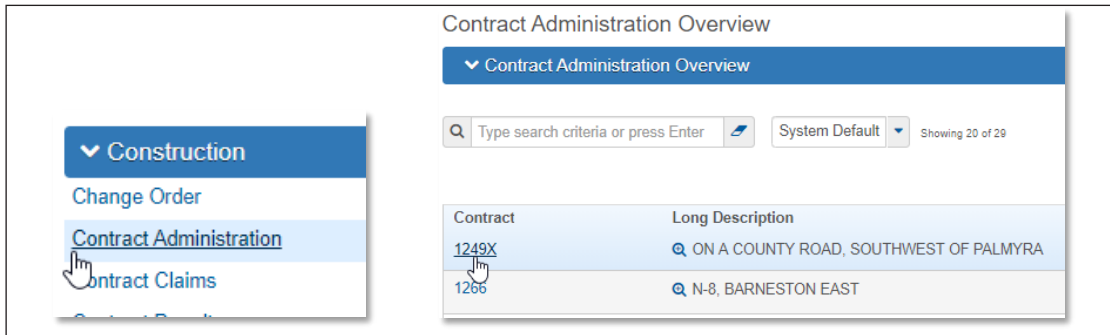 Construction
Change Order
Contract Administration
Contract Claims
Contract Administration Overview
Contract Administration Overview
Type search criteria or press Enter
System Default
Showing 20 of 29
Contract Long Description
1249X ON A COUNTY ROAD, SOUTHWEST OF PALMYRA
1266 N-8, BARNESTON EAST